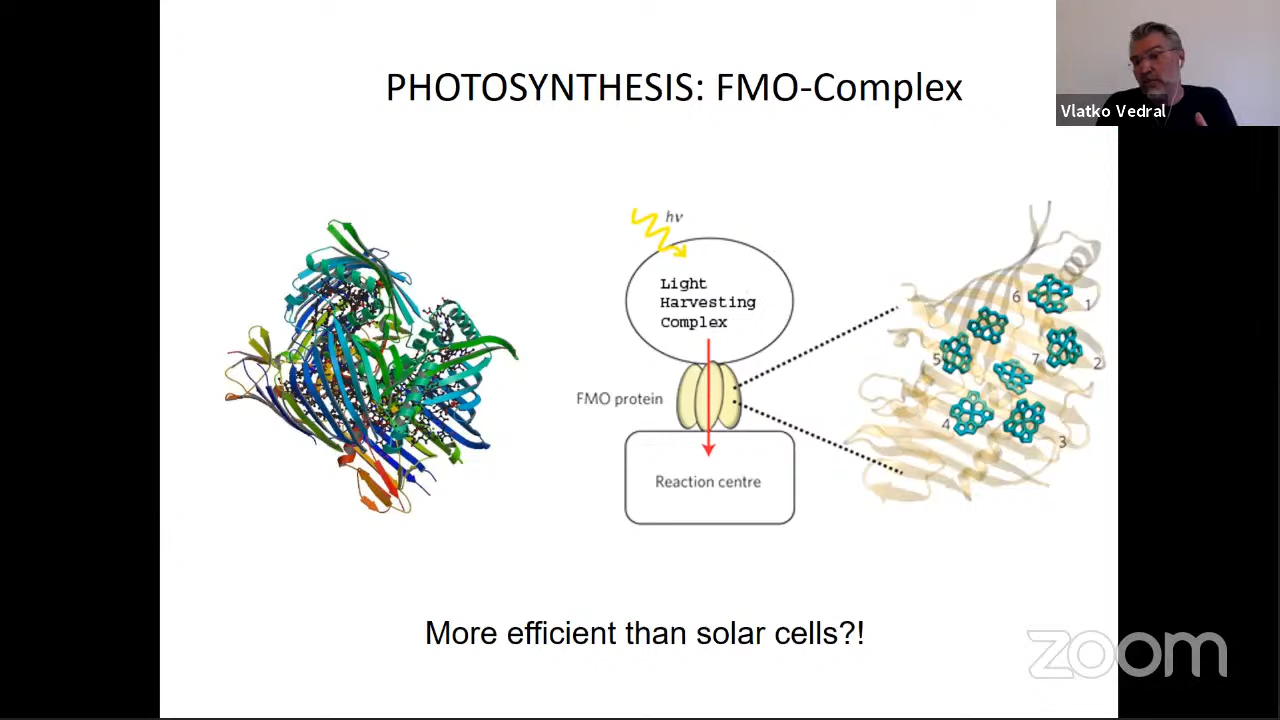 PHOTOSYNTHESIS: FMO-Complex
Vlatko Vedral
hν
Light
Harvesting
Complex
FMO protein
Reaction centre
6
1
5
7
2
4
3
More efficient than solar cells?!
zoom